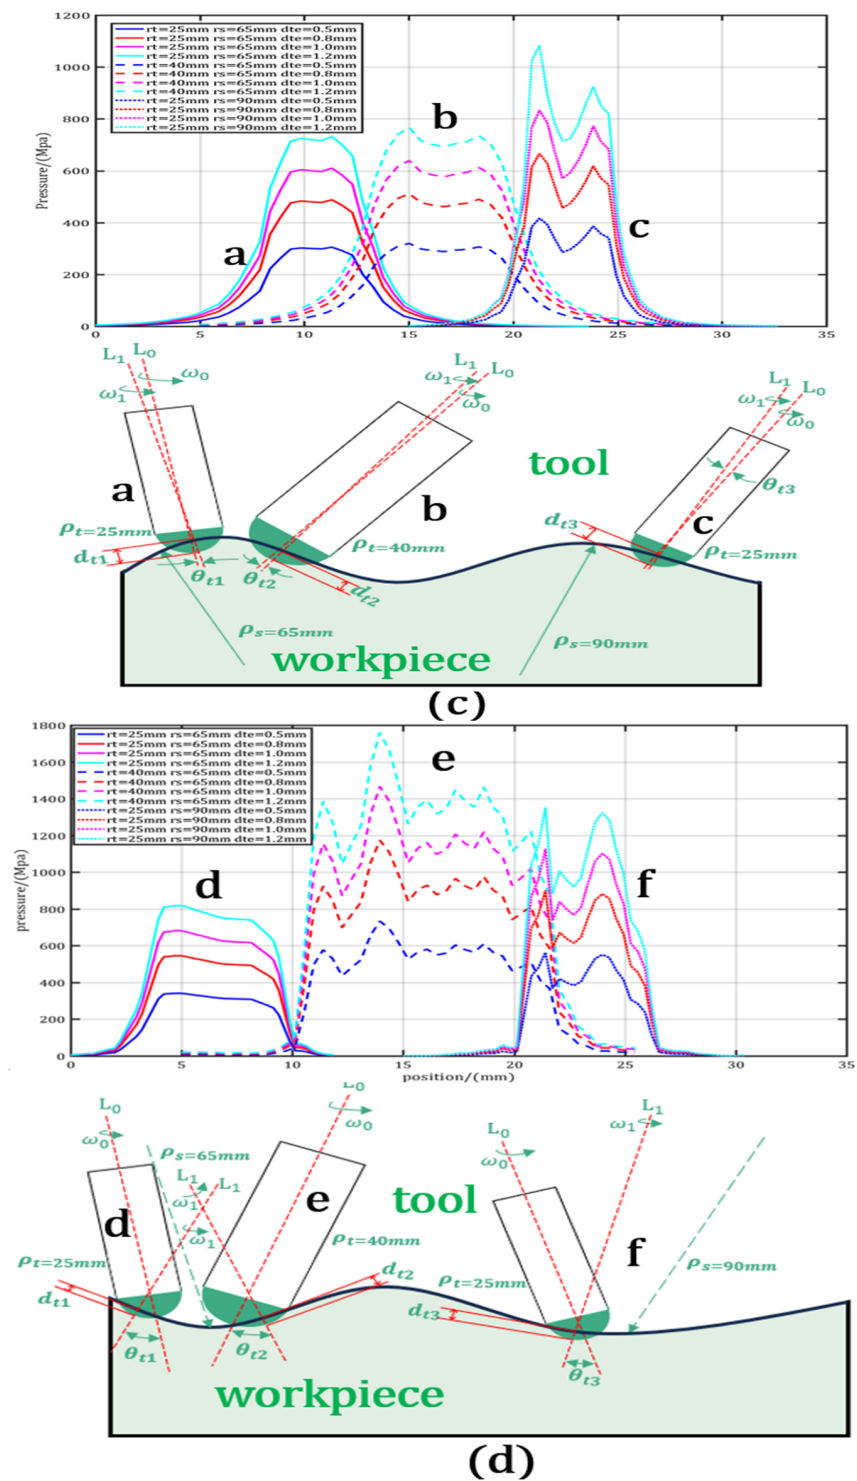 1200
1000
800
600
400
200
0
Pressure/(Mpa)
rt=25mm rs=65mm dte=0.5mm
rt=25mm rs=65mm dte=0.8mm
rt=25mm rs=65mm dte=1.0mm
rt=25mm rs=65mm dte=1.2mm
rt=40mm rs=65mm dte=0.5mm
rt=40mm rs=65mm dte=0.8mm
rt=40mm rs=65mm dte=1.0mm
rt=40mm rs=65mm dte=1.2mm
rt=25mm rs=90mm dte=0.5mm
rt=25mm rs=90mm dte=0.8mm
rt=25mm rs=90mm dte=1.0mm
rt=25mm rs=90mm dte=1.2mm
a
b
c
0 5 10 15 20 25 30 35
L1 L0
ω1 ω0
L0
ω1 ω0
L1 L0
ω1 ω0
a
b
c
tool
ρt=25mm
ρt=40mm
ρt=25mm
dt1
θt1
θt2
dt2
dt3
θt3
ρs=65mm
ρs=90mm
workpiece
(c)
1800
1600
1400
1200
1000
800
600
400
200
0
pressure/(Mpa)
rt=25mm rs=65mm dte=0.5mm
rt=25mm rs=65mm dte=0.8mm
rt=25mm rs=65mm dte=1.0mm
rt=25mm rs=65mm dte=1.2mm
rt=40mm rs=65mm dte=0.5mm
rt=40mm rs=65mm dte=0.8mm
rt=40mm rs=65mm dte=1.0mm
rt=40mm rs=65mm dte=1.2mm
rt=25mm rs=90mm dte=0.5mm
rt=25mm rs=90mm dte=0.8mm
rt=25mm rs=90mm dte=1.0mm
rt=25mm rs=90mm dte=1.2mm
d
e
f
0 5 10 15 20 25 30 35
position/(mm)
L0
ω0
ρs=65mm
L1 L1
ω1
ω1
L0
ω0
L0
ω0
L1
ω1
d
e
f
tool
ρt=25mm
ρt=40mm
ρt=25mm
ρs=90mm
dt1
dt2
dt3
θt1
θt2
θt3
workpiece
(d)